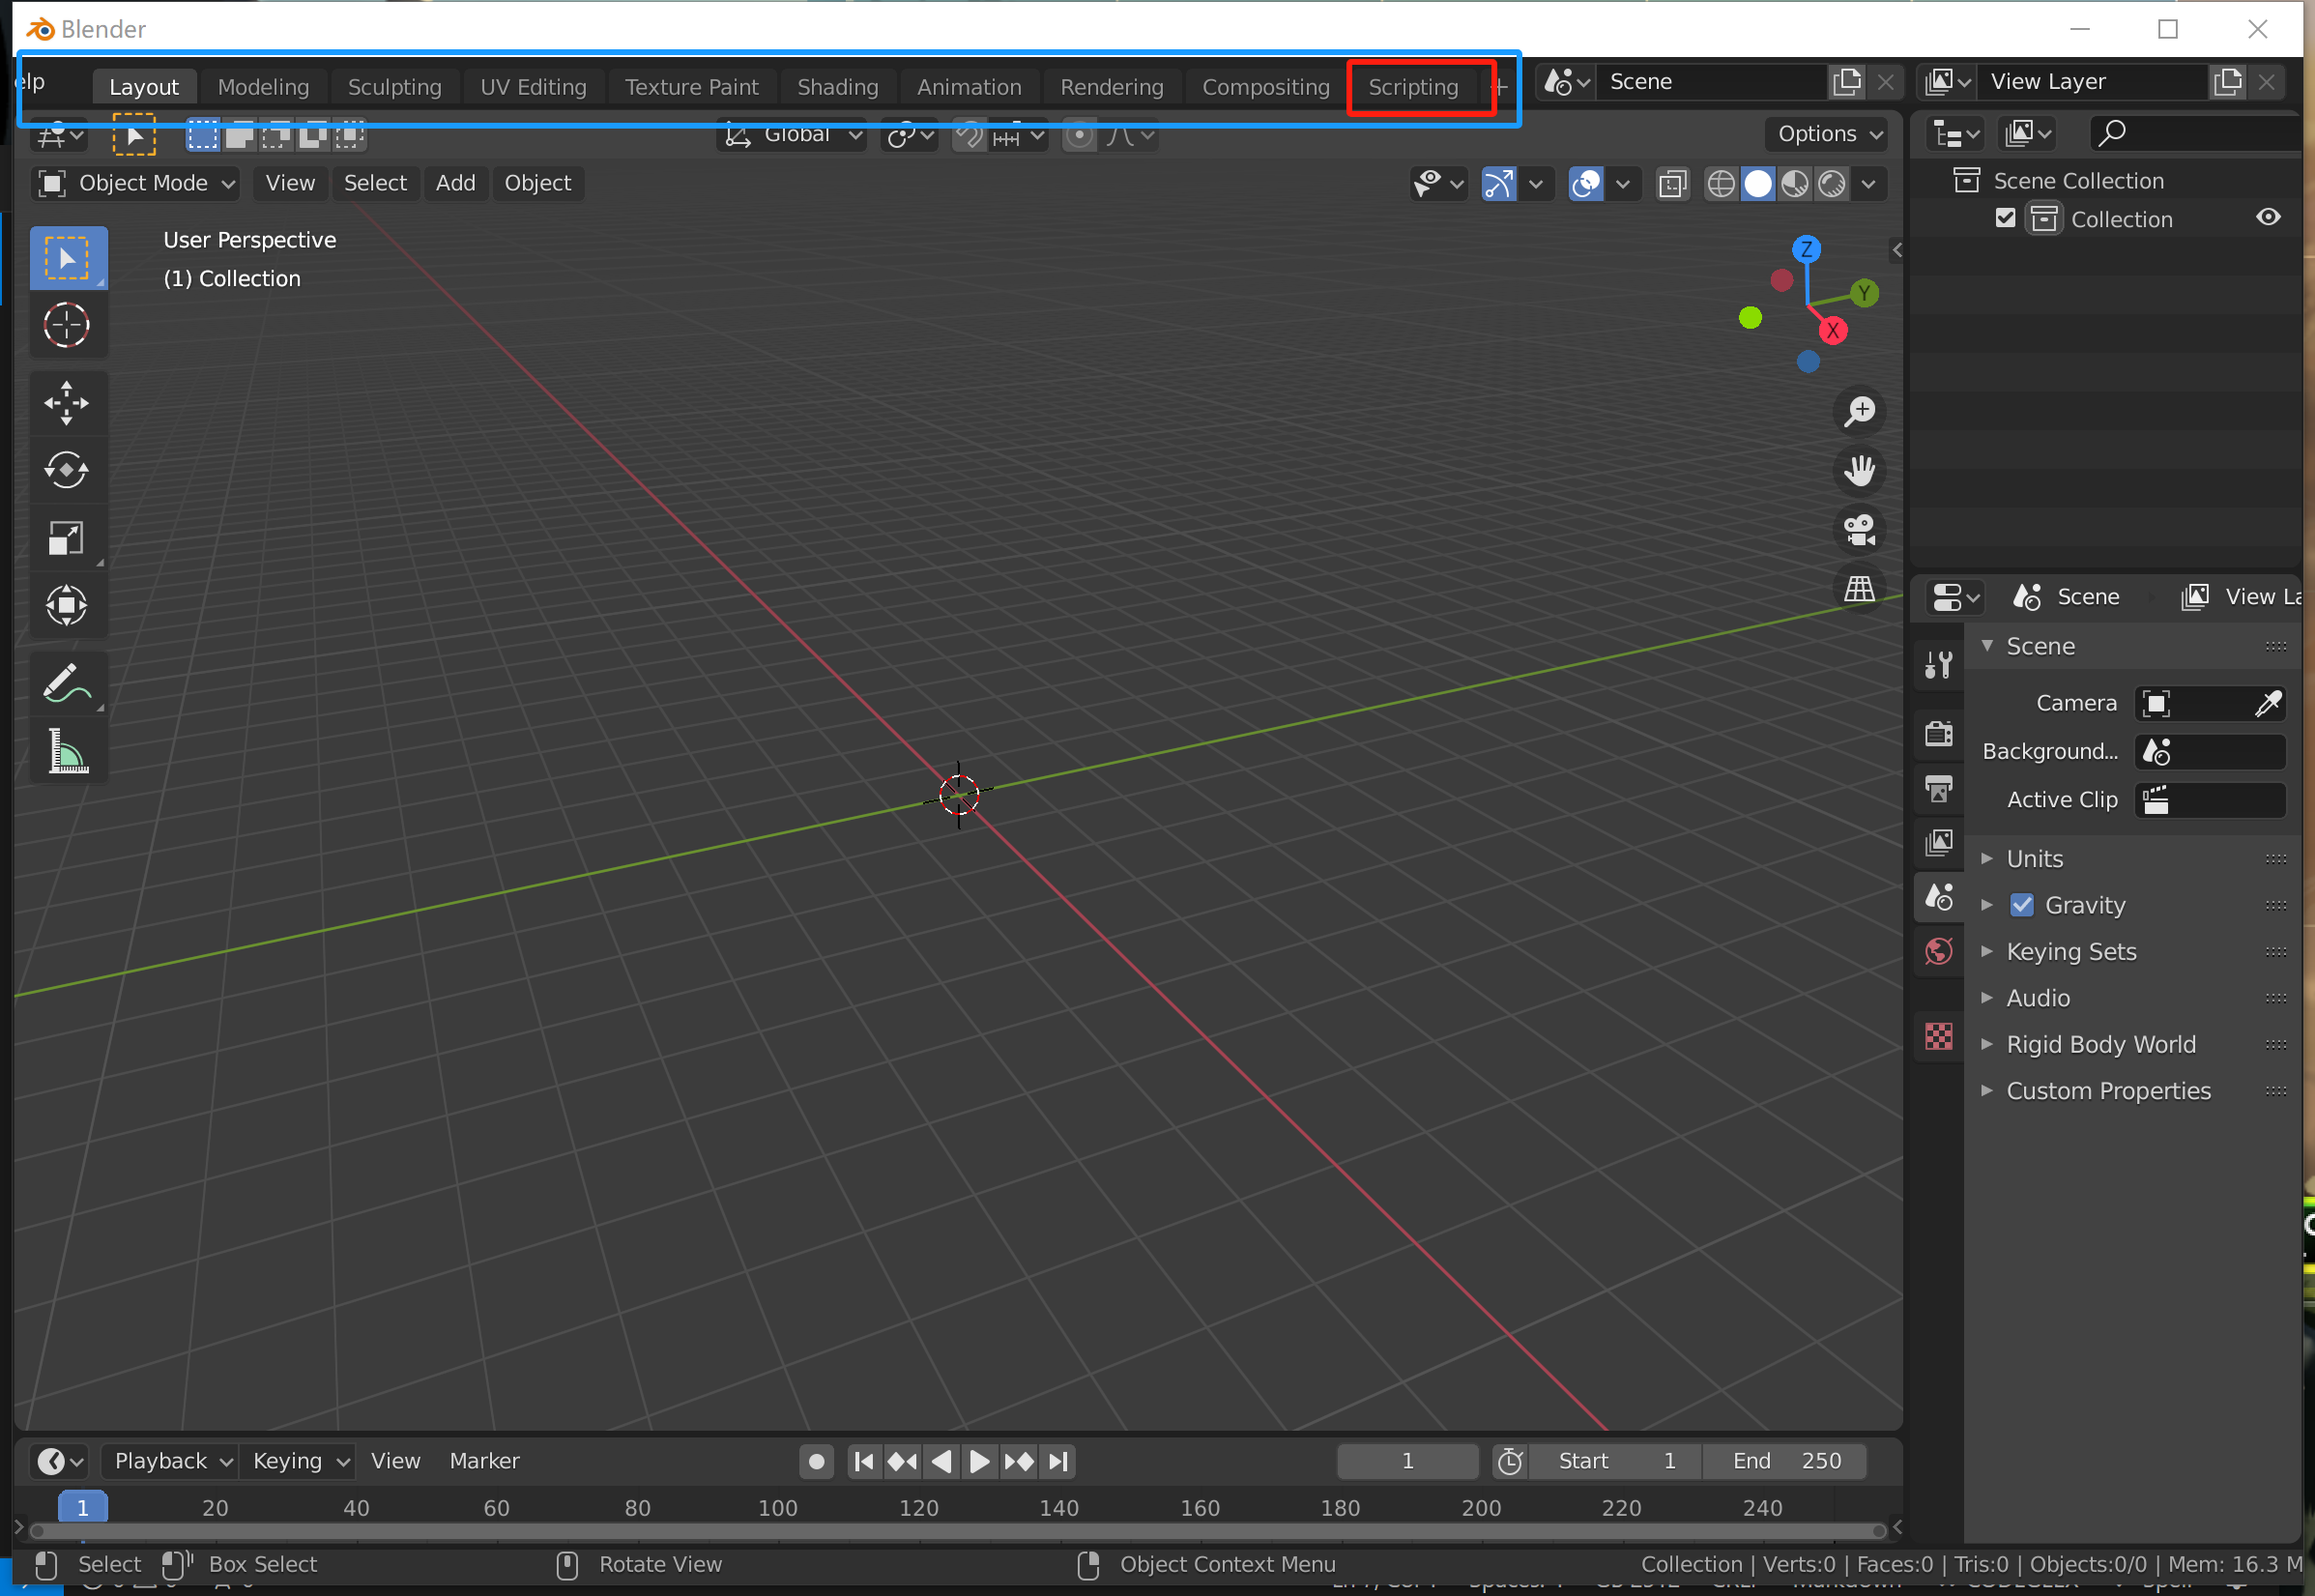 Blender
elp Layout Modeling Sculpting UV Editing Texture Paint Shading Animation Rendering Compositing Scripting + Scene View Layer
Global Options
Object Mode View Select Add Object
User Perspective
(1) Collection
Z
Y
X
Scene Collection
Collection
Scene View La
Scene
Camera
Background...
Active Clip
Units
Gravity
Keying Sets
Audio
Rigid Body World
Custom Properties
Playback Keying View Marker 1 Start 1 End 250
1 20 40 60 80 100 120 140 160 180 200 220 240
Select Box Select Rotate View Object Context Menu Collection | Verts:0 | Faces:0 | Tris:0 | Objects:0/0 | Mem: 16.3 M